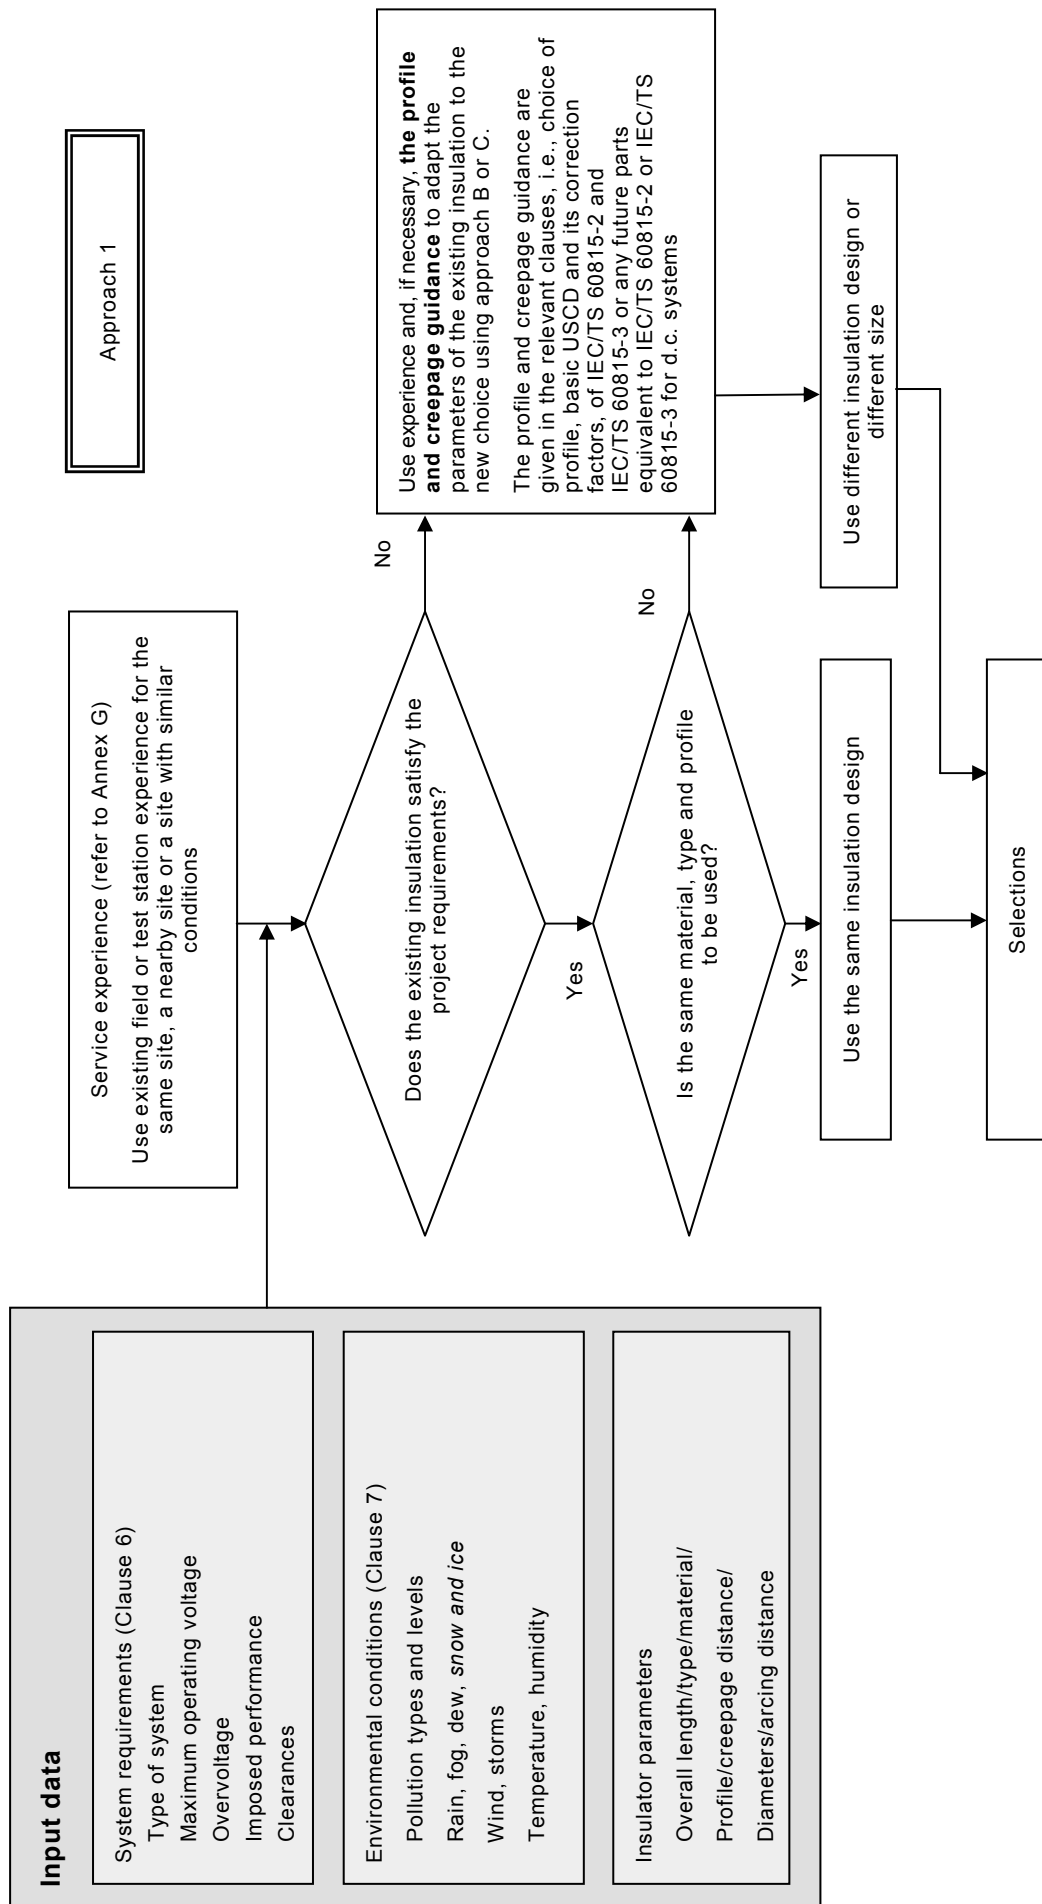 Approach 1
Input data
System requirements (Clause 6)
Type of system
Maximum operating voltage
Overvoltage
Imposed performance
Clearances
Environmental conditions (Clause 7)
Pollution types and levels
Rain, fog, dew, snow and ice
Wind, storms
Temperature, humidity
Insulator parameters
Overall length/type/material/
Profile/creepage distance/
Diameters/arcing distance
Service experience (refer to Annex G)
Use existing field or test station experience for the
same site, a nearby site or a site with similar
conditions
Does the existing insulation satisfy the
project requirements?
No
Yes
Is the same material, type and profile
to be used?
No
Yes
Use experience and, if necessary, the profile
and creepage guidance to adapt the
parameters of the existing insulation to the
new choice using approach B or C.
The profile and creepage guidance are
given in the relevant clauses, i.e., choice of
profile, basic USCD and its correction
factors, of IEC/TS 60815-2 and
IEC/TS 60815-3 or any future parts
equivalent to IEC/TS 60815-2 or IEC/TS
60815-3 for d.c. systems
Use the same insulation design
Use different insulation design or
different size
Selections